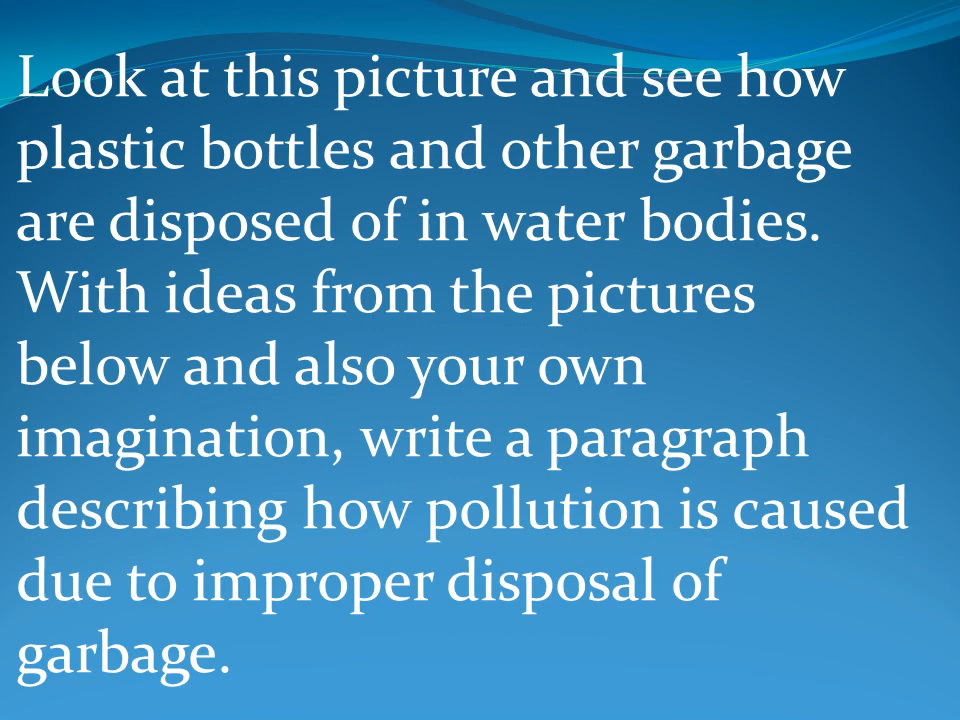 Look at this picture and see how
plastic bottles and other garbage
are disposed of in water bodies.
With ideas from the pictures
below and also your own
imagination, write a paragraph
describing how pollution is caused
due to improper disposal of
garbage.